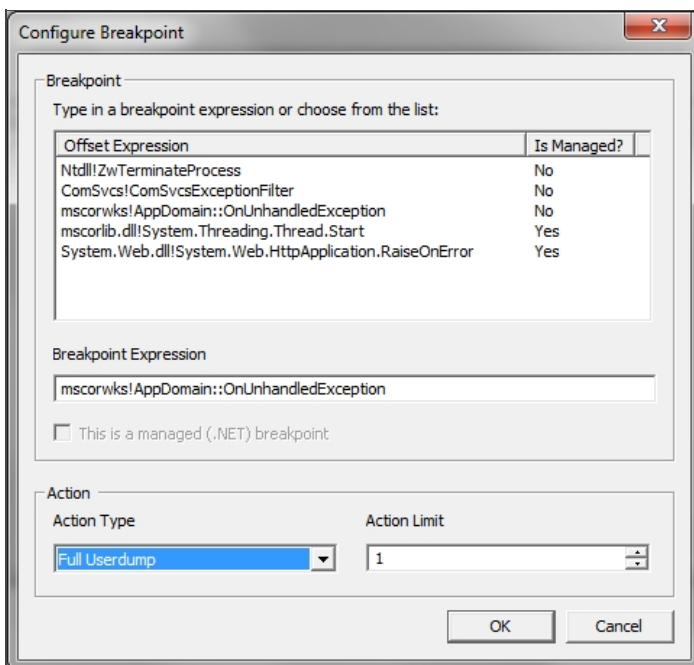 Configure Breakpoint
Breakpoint
Type in a breakpoint expression or choose from the list:
Offset Expression Is Managed?
Ntdll!ZwTerminateProcess No
ComSvcs!ComSvcsExceptionFilter No
mscorwks!AppDomain::OnUnhandledException No
mscorlib.dll!System.Threading.Thread.Start Yes
System.Web.dll!System.Web.HttpApplication.RaiseOnError Yes
Breakpoint Expression
mscorwks!AppDomain::OnUnhandledException
This is a managed (.NET) breakpoint
Action
Action Type Action Limit
Full Userdump 1
OK Cancel